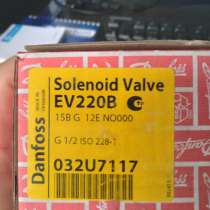 Danfoss
Solenoid Valve
EV220B
15B G 12E NO000
G 1/2 ISO 228-1
032U7117